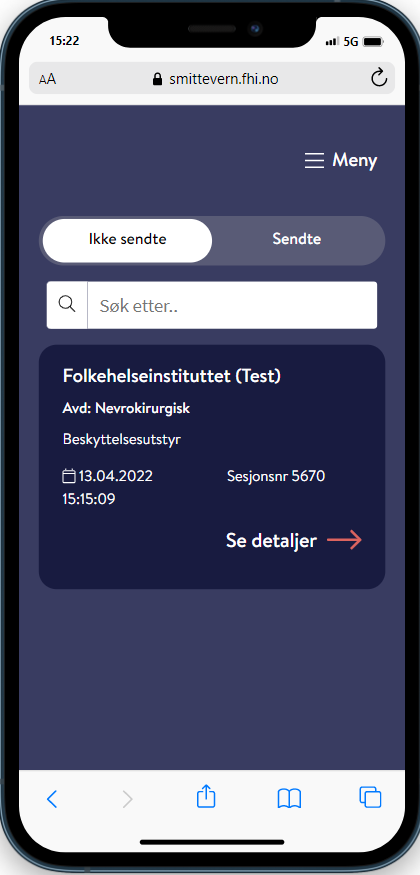 15:22
5G
AA
smittevern.fhi.no
Meny
Ikke sendte
Sendte
Søk etter..
Folkehelseinstituttet (Test)
Avd: Nevrokirurgisk
Beskyttelsesutstyr
13.04.2022
15:15:09
Sesjonsnr 5670
Se detaljer